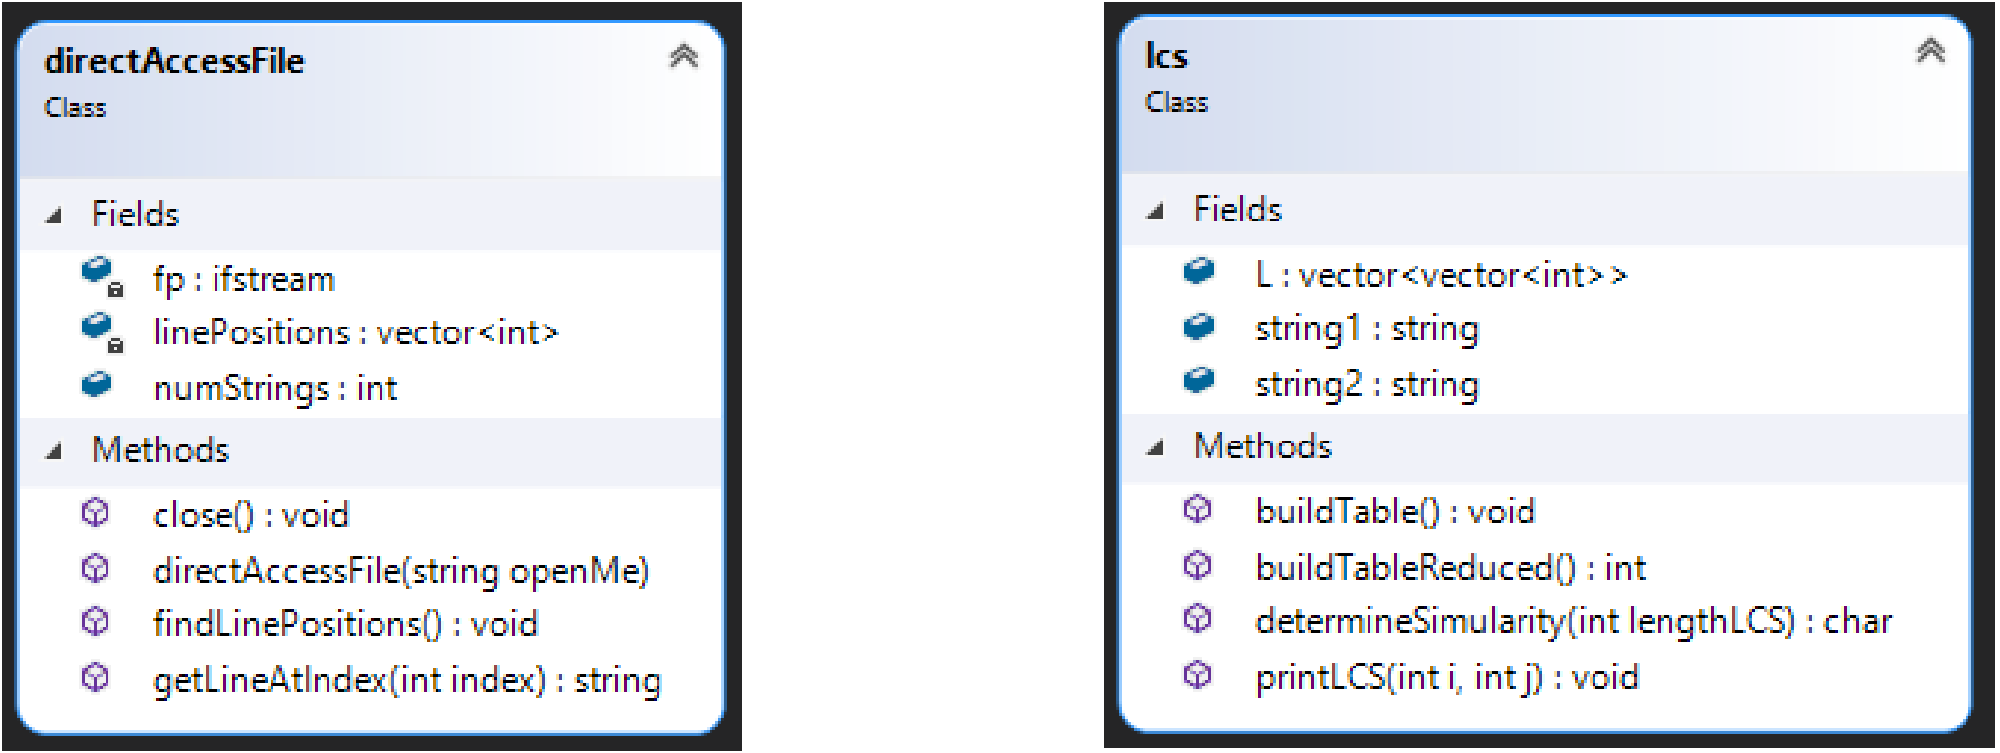 directAccessFile
Class
Fields
fp : ifstream
linePositions : vector<int>
numStrings : int
Methods
close() : void
directAccessFile(string openMe)
findLinePositions() : void
getLineAtIndex(int index) : string
lcs
Class
Fields
L : vector<vector<int>>
string1 : string
string2 : string
Methods
buildTable() : void
buildTableReduced() : int
determineSimularity(int lengthLCS) : char
printLCS(int i, int j) : void